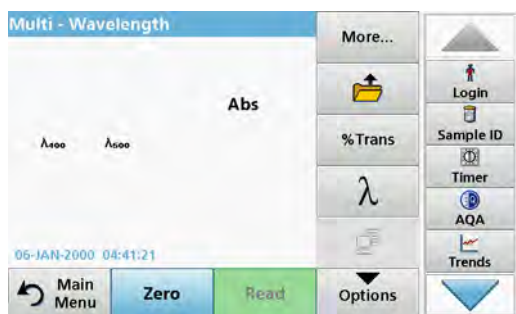 Multi - Wavelength
More...
Login
Abs
Sample ID
%Trans
λ400 λ500
Timer
λ
AQA
06-JAN-2000 04:41:21
Trends
Main Menu
Zero
Read
Options